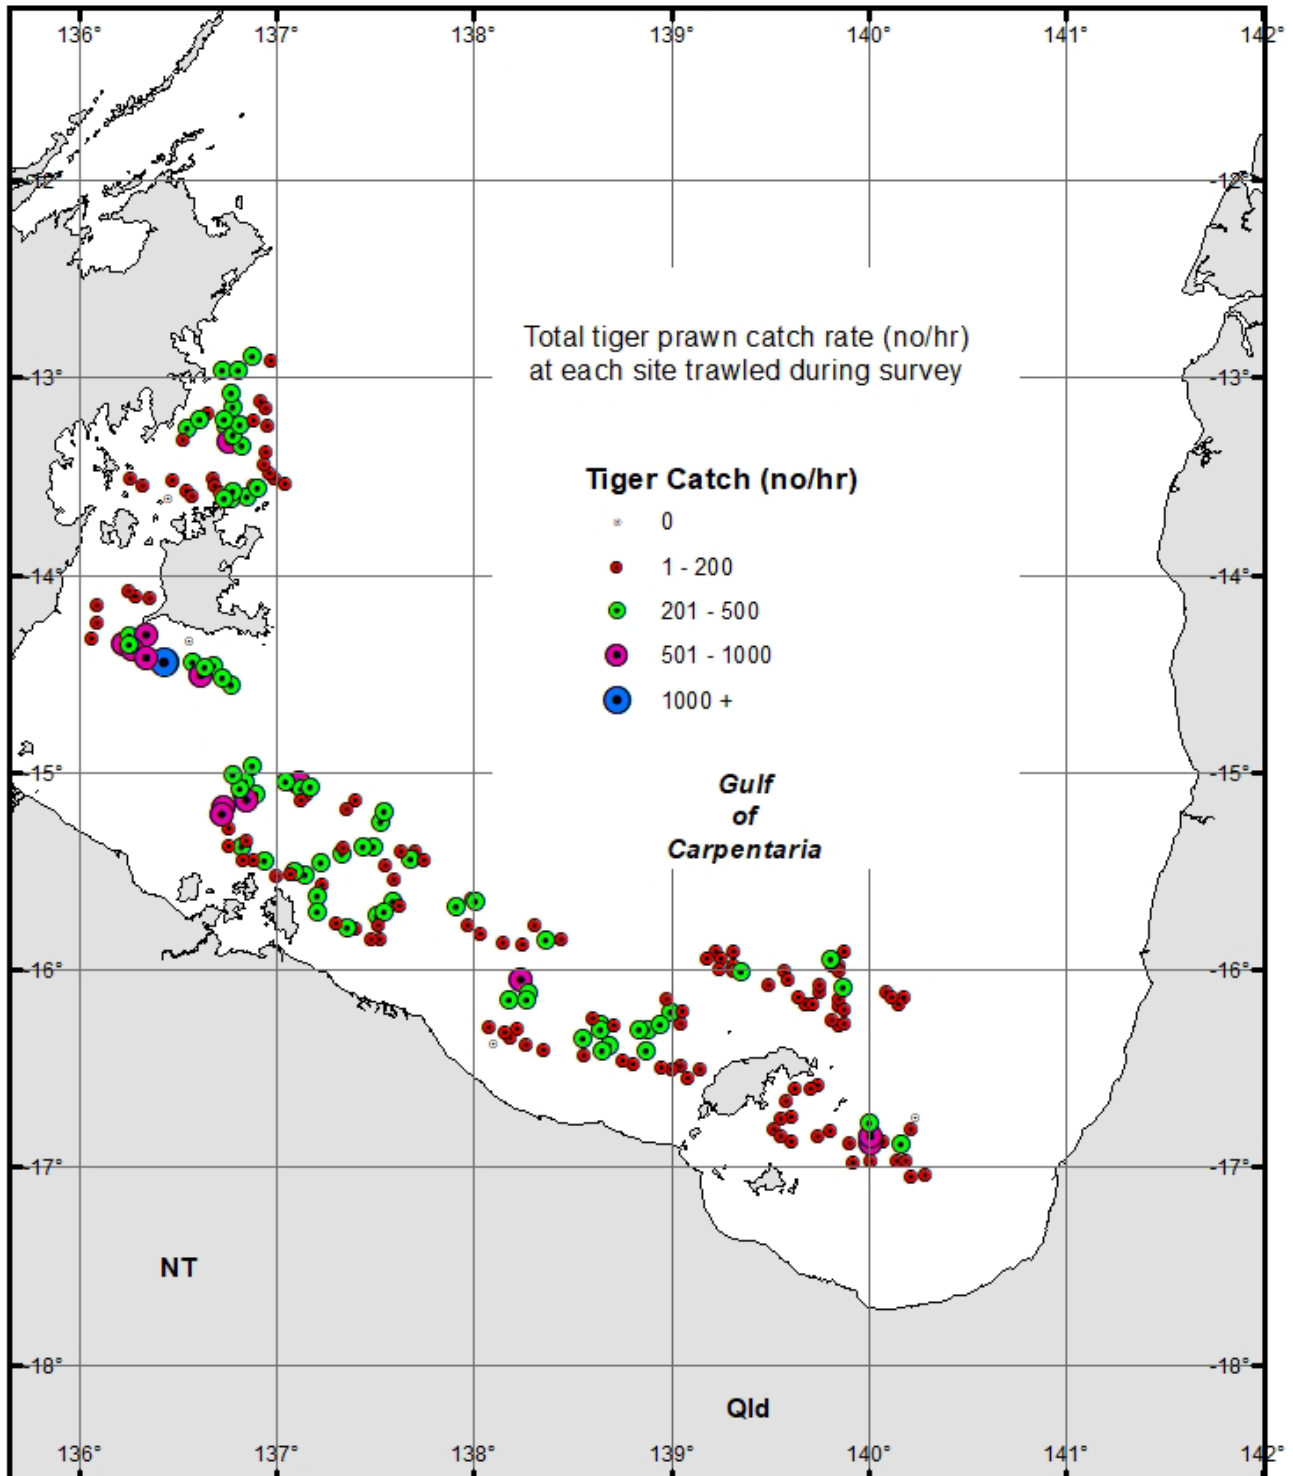 136° 137° 138° 139° 140° 141° 142°
-12° -12°
Total tiger prawn catch rate (no/hr)
at each site trawled during survey
-13° -13°
Tiger Catch (no/hr)
0
1 - 200
-14° -14°
201 - 500
501 - 1000
1000 +
-15° -15°
Gulf
of
Carpentaria
-16° -16°
-17° -17°
NT
-18° -18°
Qld
136° 137° 138° 139° 140° 141° 142°